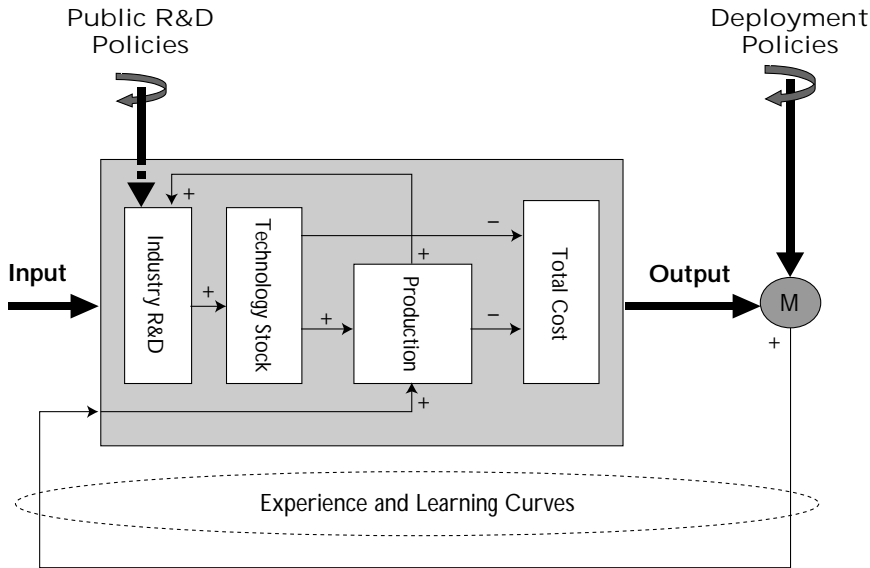 Public R&D
Policies
Deployment
Policies
+
Industry R&D
Technology Stock
Production
Total Cost
+
+
+
–
–
+
Input
Output
M
+
Experience and Learning Curves